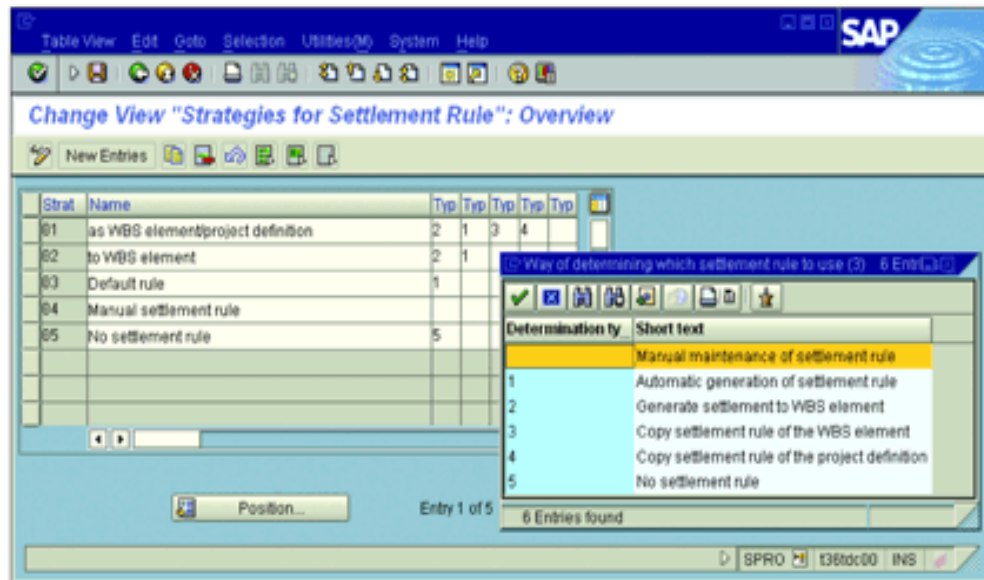 Table View Edit Goto Selection Utilities(M) System Help
SAP
Change View "Strategies for Settlement Rule": Overview
New Entries
Strat Name Typ Typ Typ Typ Typ
01 as WBS element/project definition 2 1 3 4
02 to WBS element 2 1
03 Default rule 1
04 Manual settlement rule
05 No settlement rule 5
Way of determining which settlement rule to use (3) 6 Entri
Determination ty... Short text
Manual maintenance of settlement rule
1 Automatic generation of settlement rule
2 Generate settlement to WBS element
3 Copy settlement rule of the WBS element
4 Copy settlement rule of the project definition
5 No settlement rule
6 Entries found
Position... Entry 1 of 5
SPRO t36tdc00 INS